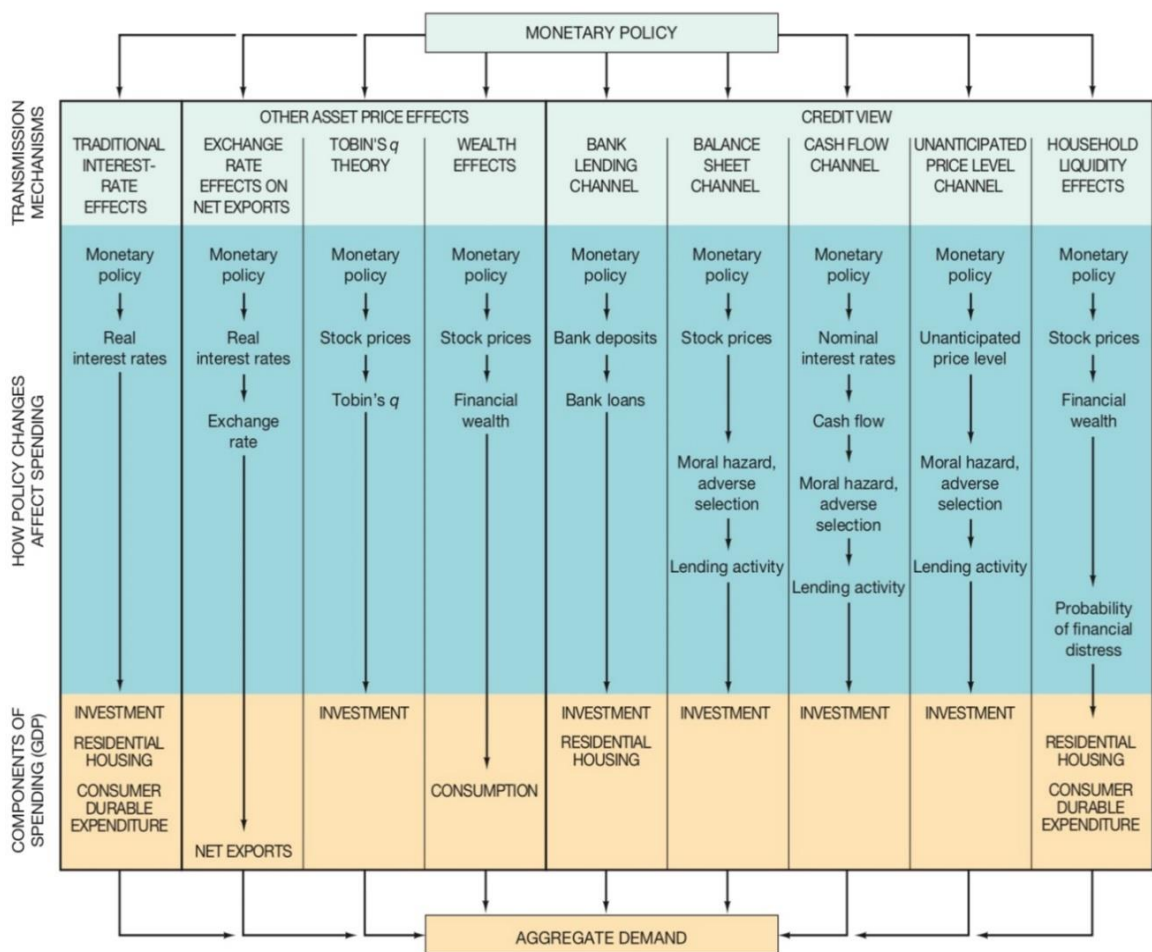 MONETARY POLICY
TRANSMISSION
MECHANISMS
OTHER ASSET PRICE EFFECTS
CREDIT VIEW
TRADITIONAL
INTEREST-
RATE
EFFECTS
EXCHANGE
RATE
EFFECTS ON
NET EXPORTS
TOBIN'S q
THEORY
WEALTH
EFFECTS
BANK
LENDING
CHANNEL
BALANCE
SHEET
CHANNEL
CASH FLOW
CHANNEL
UNANTICIPATED
PRICE LEVEL
CHANNEL
HOUSEHOLD
LIQUIDITY
EFFECTS
HOW POLICY CHANGES
AFFECT SPENDING
Monetary
policy
Real
interest rates
Monetary
policy
Real
interest rates
Exchange
rate
Monetary
policy
Stock prices
Tobin's q
Monetary
policy
Stock prices
Financial
wealth
Monetary
policy
Bank deposits
Bank loans
Monetary
policy
Stock prices
Moral hazard,
adverse
selection
Lending activity
Monetary
policy
Nominal
interest rates
Cash flow
Moral hazard,
adverse
selection
Lending activity
Monetary
policy
Unanticipated
price level
Moral hazard,
adverse
selection
Lending activity
Monetary
policy
Stock prices
Financial
wealth
Probability
of financial
distress
COMPONENTS OF
SPENDING (GDP)
INVESTMENT
RESIDENTIAL
HOUSING
CONSUMER
DURABLE
EXPENDITURE
NET EXPORTS
INVESTMENT
CONSUMPTION
INVESTMENT
RESIDENTIAL
HOUSING
INVESTMENT
INVESTMENT
INVESTMENT
RESIDENTIAL
HOUSING
CONSUMER
DURABLE
EXPENDITURE
AGGREGATE DEMAND